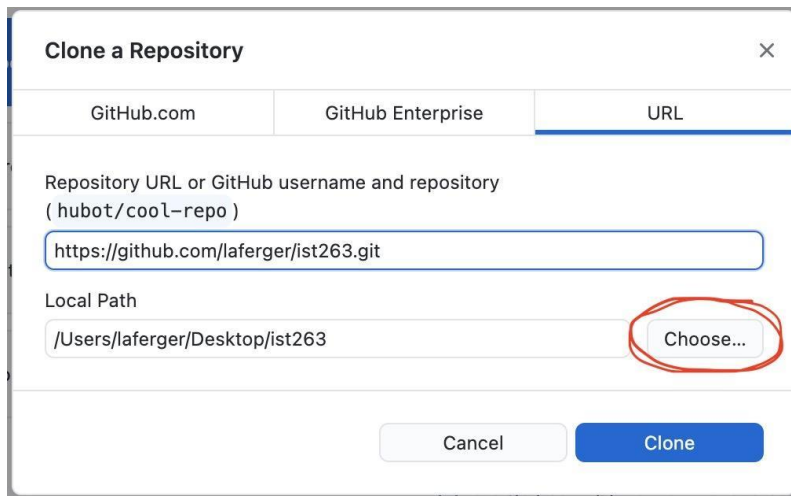 Clone a Repository
GitHub.com
GitHub Enterprise
URL
Repository URL or GitHub username and repository
( hubot/cool-repo )
https://github.com/laferger/ist263.git
Local Path
/Users/laferger/Desktop/ist263
Choose...
Cancel
Clone